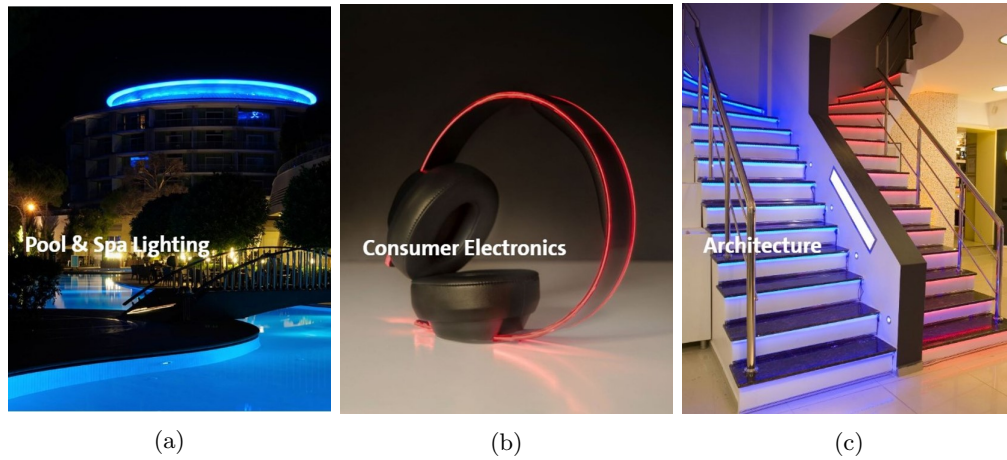 Pool & Spa Lighting
Consumer Electronics
Architecture
(a)
(b)
(c)